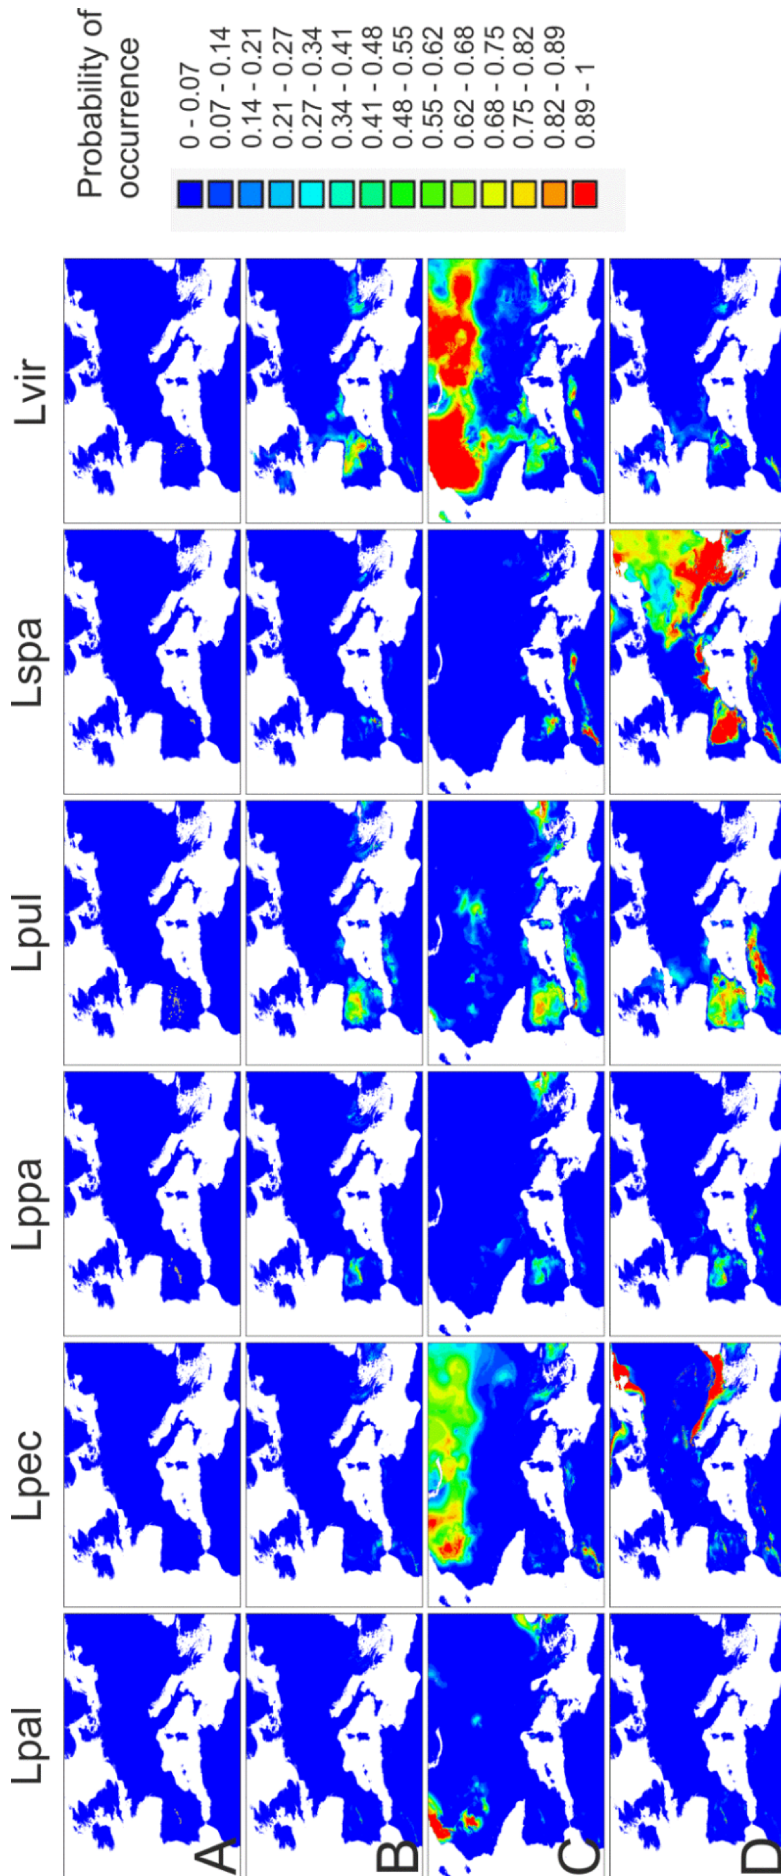 Probability of
occurrence
0 - 0.07
0.07 - 0.14
0.14 - 0.21
0.21 - 0.27
0.27 - 0.34
0.34 - 0.41
0.41 - 0.48
0.48 - 0.55
0.55 - 0.62
0.62 - 0.68
0.68 - 0.75
0.75 - 0.82
0.82 - 0.89
0.89 - 1
Lpal
Lpec
Lppa
Lpul
Lspa
Lvir
A
B
C
D